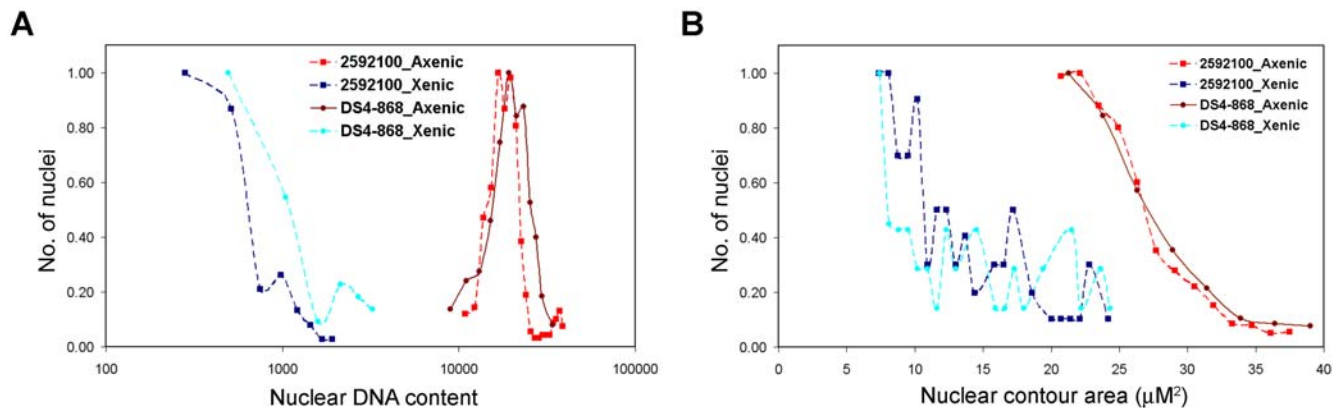 A
2592100_Axenic
2592100_Xenic
DS4-868_Axenic
DS4-868_Xenic
1.00
0.80
0.60
0.40
0.20
0.00
No. of nuclei
100
1000
10000
100000
Nuclear DNA content
B
2592100_Axenic
2592100_Xenic
DS4-868_Axenic
DS4-868_Xenic
1.00
0.80
0.60
0.40
0.20
0.00
No. of nuclei
0
5
10
15
20
25
30
35
40
Nuclear contour area (μM²)